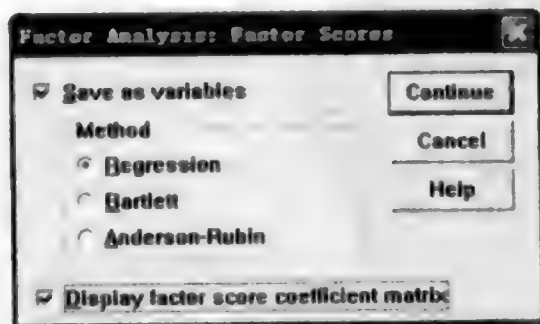 Factor Analysis: Factor Scores
Save as variables
Method
Regression
Bartlett
Anderson-Rubin
Display factor score coefficient matrix
Continue
Cancel
Help